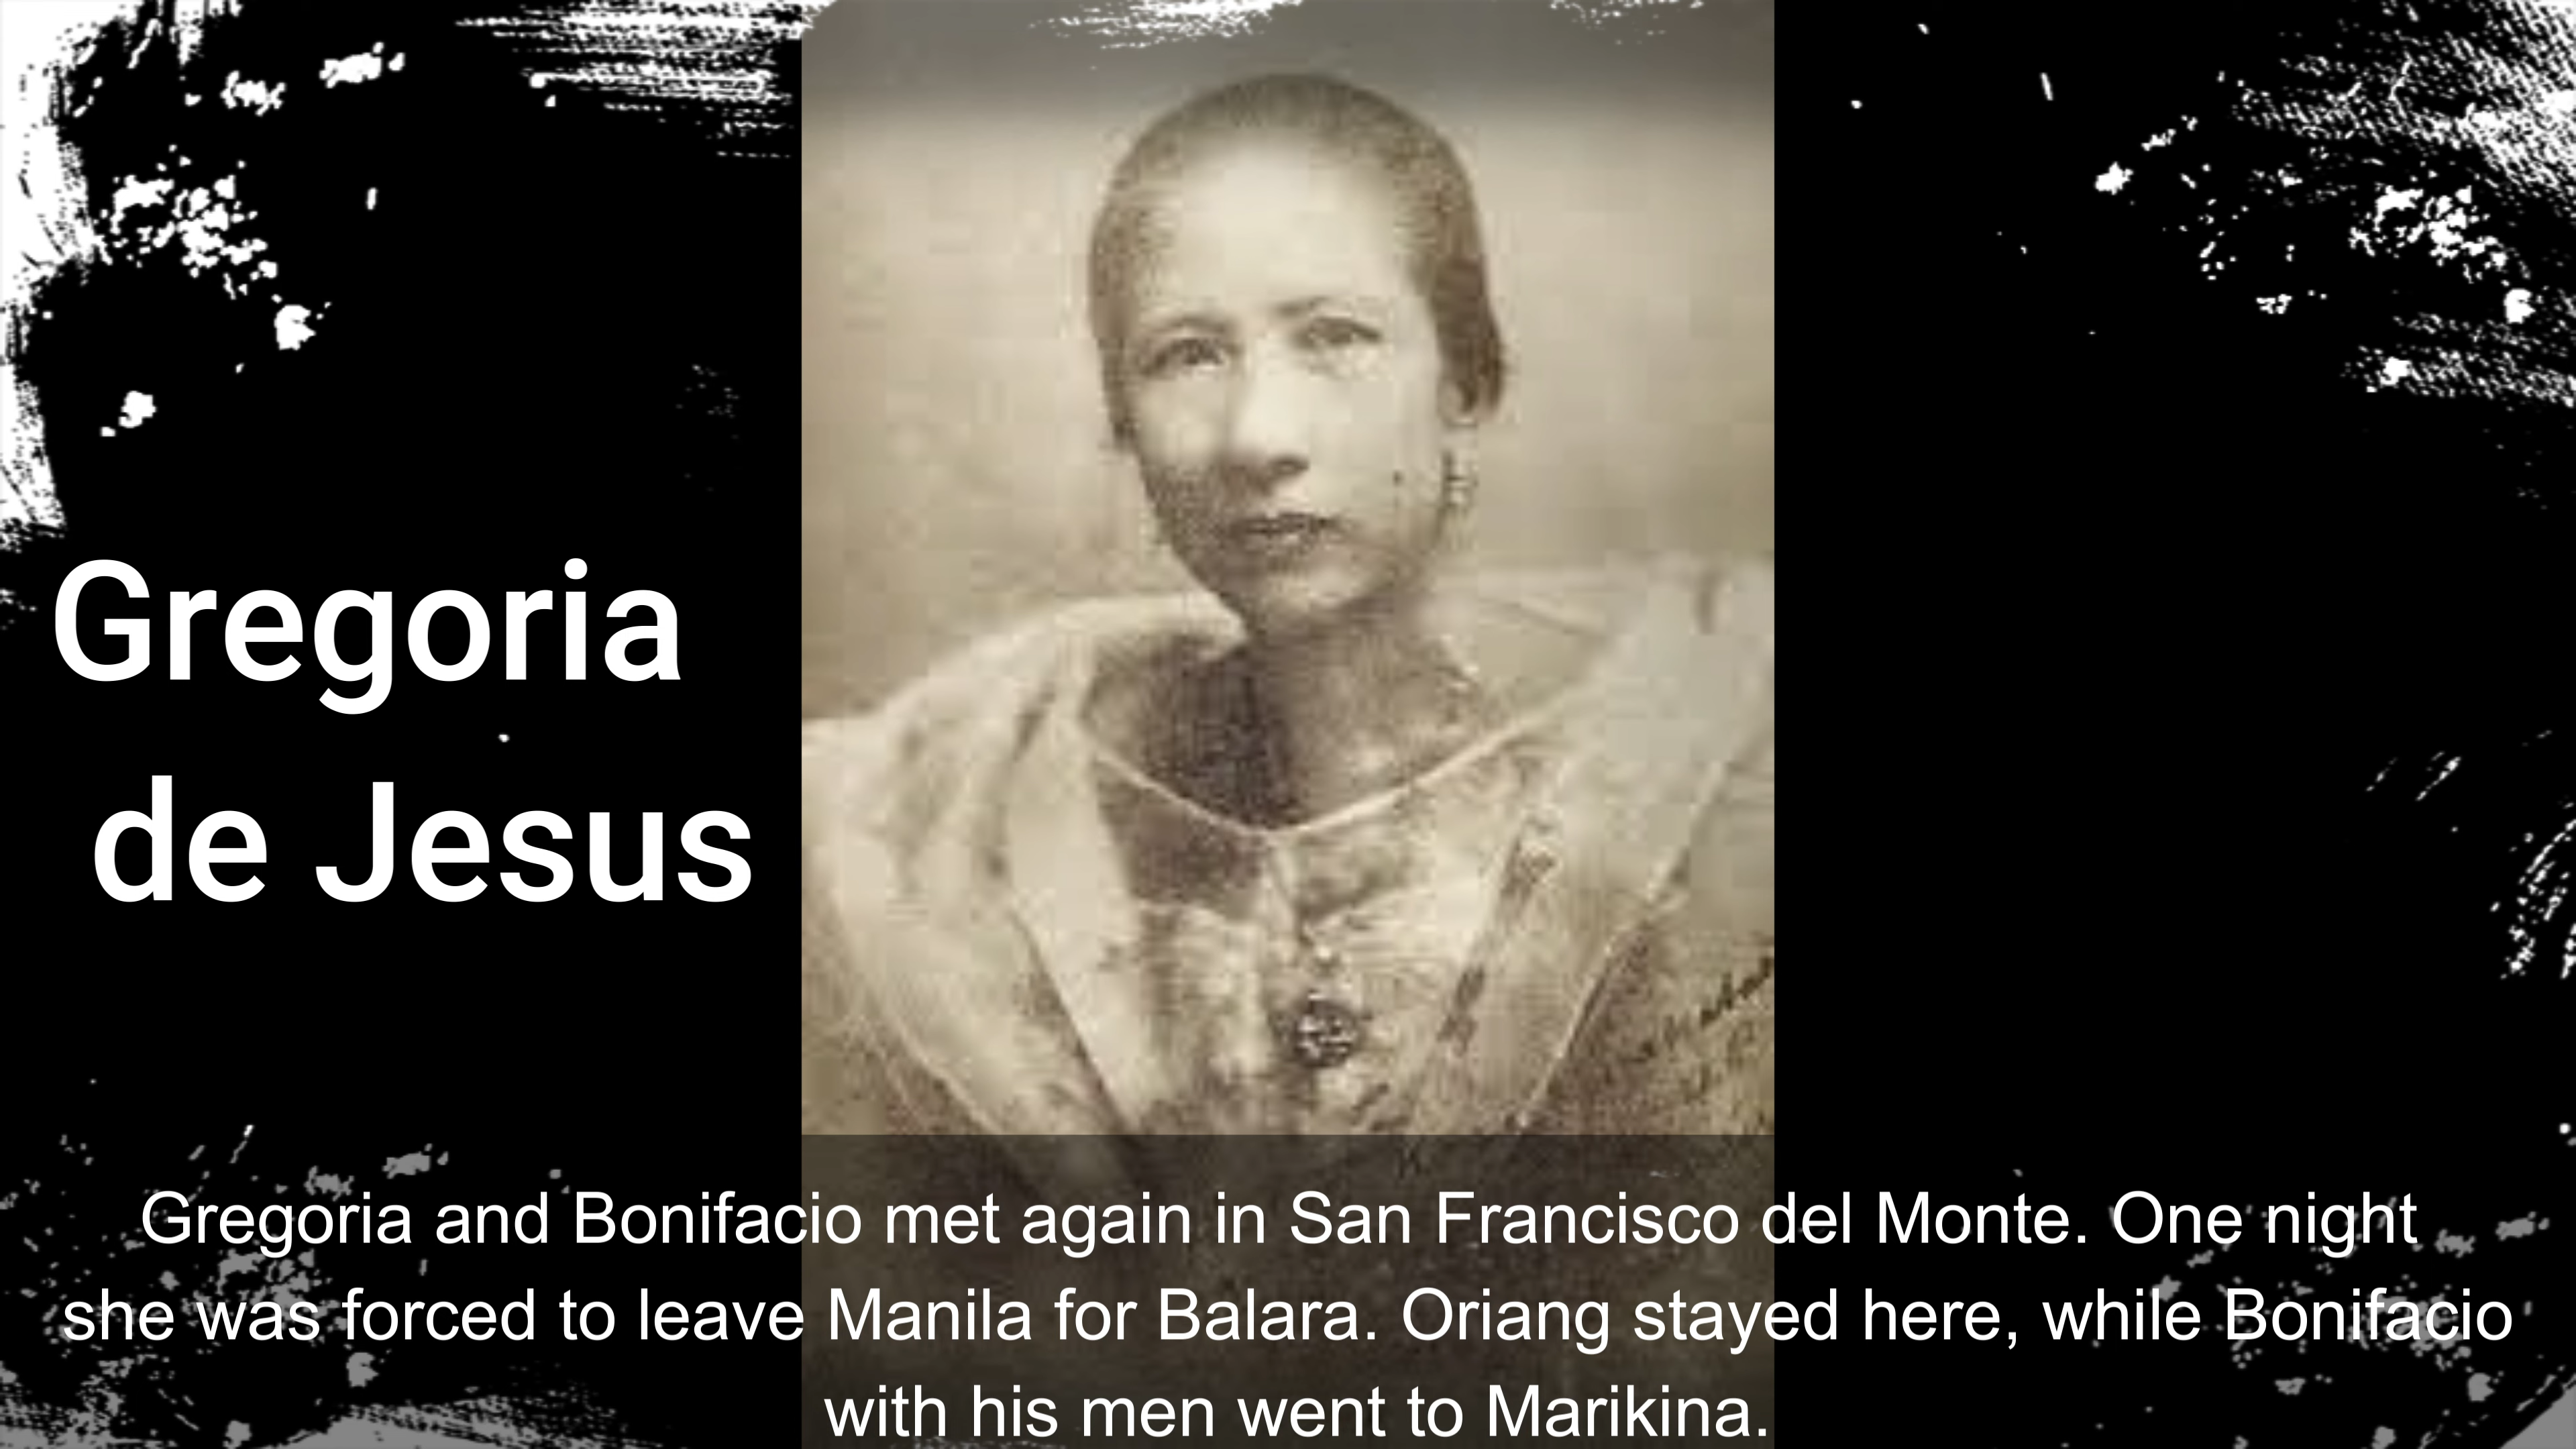 Gregoria
de Jesus
Gregoria and Bonifacio met again in San Francisco del Monte. One night
she was forced to leave Manila for Balara. Oriang stayed here, while Bonifacio
with his men went to Marikina.